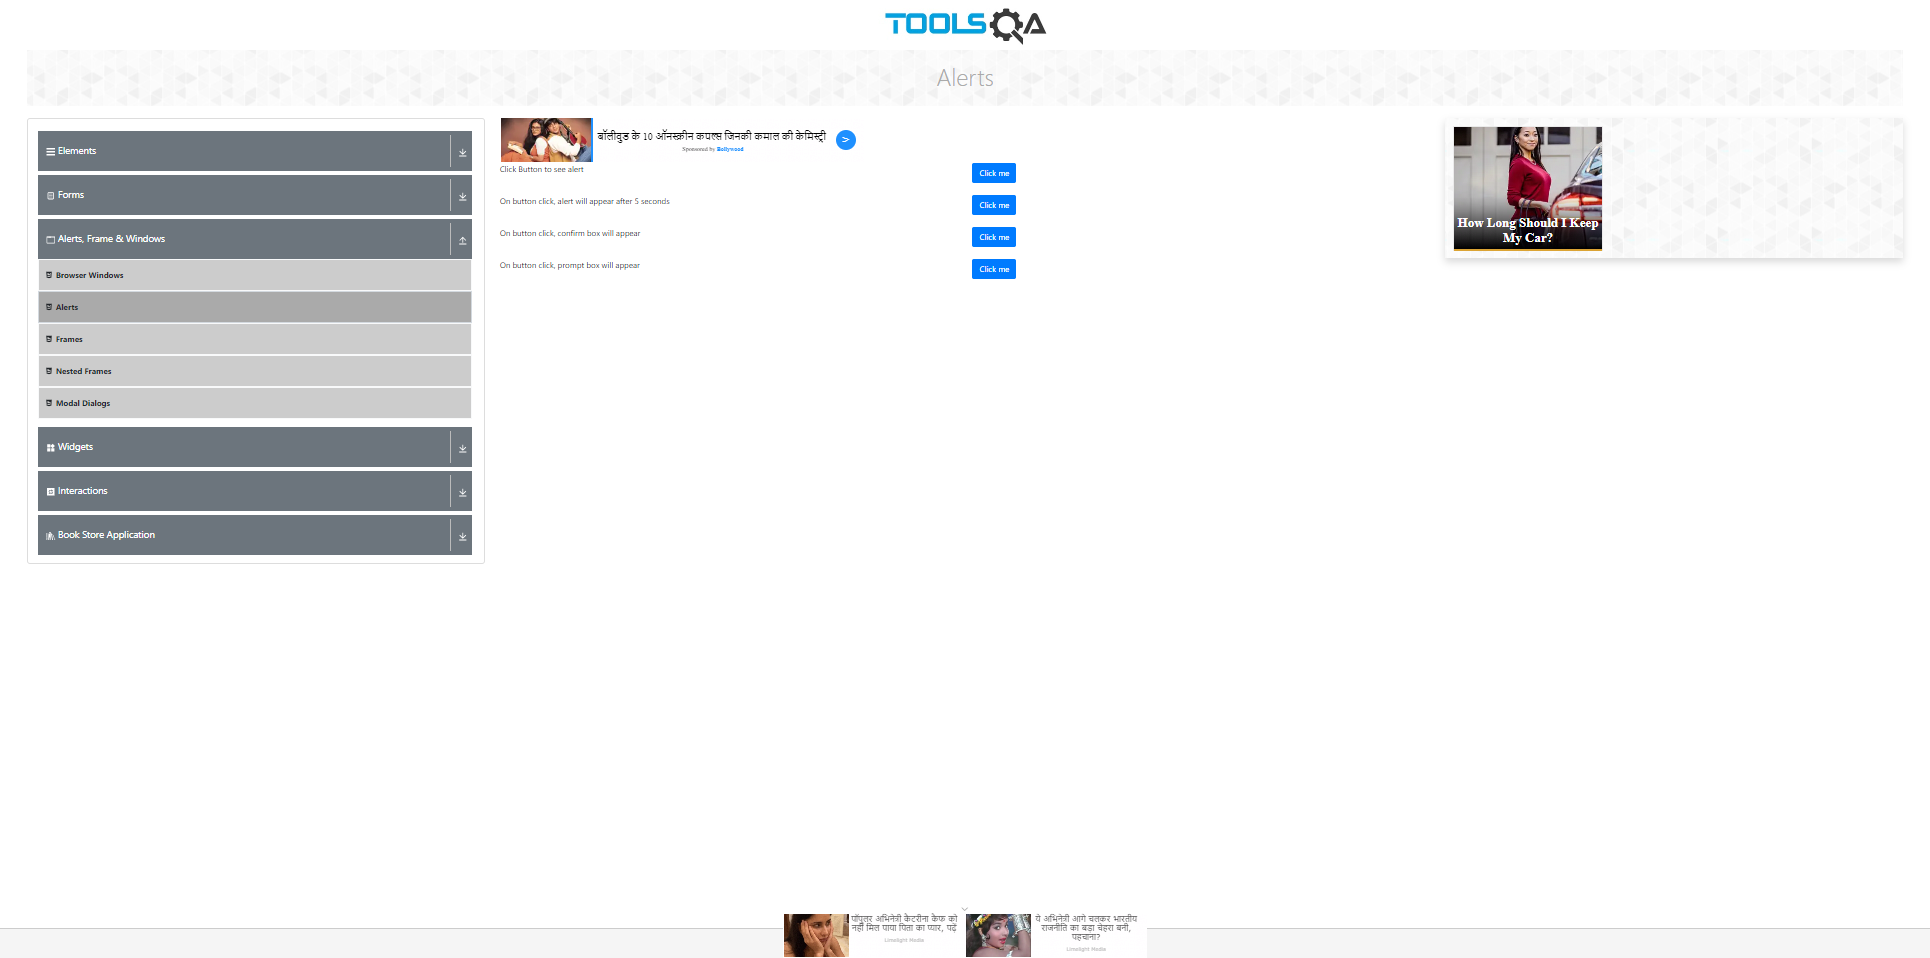 TOOLSQA
Alerts
Elements
Forms
Alerts, Frame & Windows
Browser Windows
Alerts
Frames
Nested Frames
Modal Dialogs
Widgets
Interactions
Book Store Application
बॉलीवुड के 10 ऑनस्क्रीन कपल्स जिनकी कमाल की केमिस्ट्री
Sponsored by Bollywood
>
Click Button to see alert
Click me
On button click, alert will appear after 5 seconds
Click me
On button click, confirm box will appear
Click me
On button click, prompt box will appear
Click me
How Long Should I Keep
My Car?
पॉपुलर अभिनेत्री केटरीना केफ को
नहीं मिल पाया पिता का प्यार, पढ़ें
Limelight Media
ये अभिनेत्री आगे चलकर भारतीय
राजनीति का बड़ा चेहरा बनी,
पहचाना?
Limelight Media